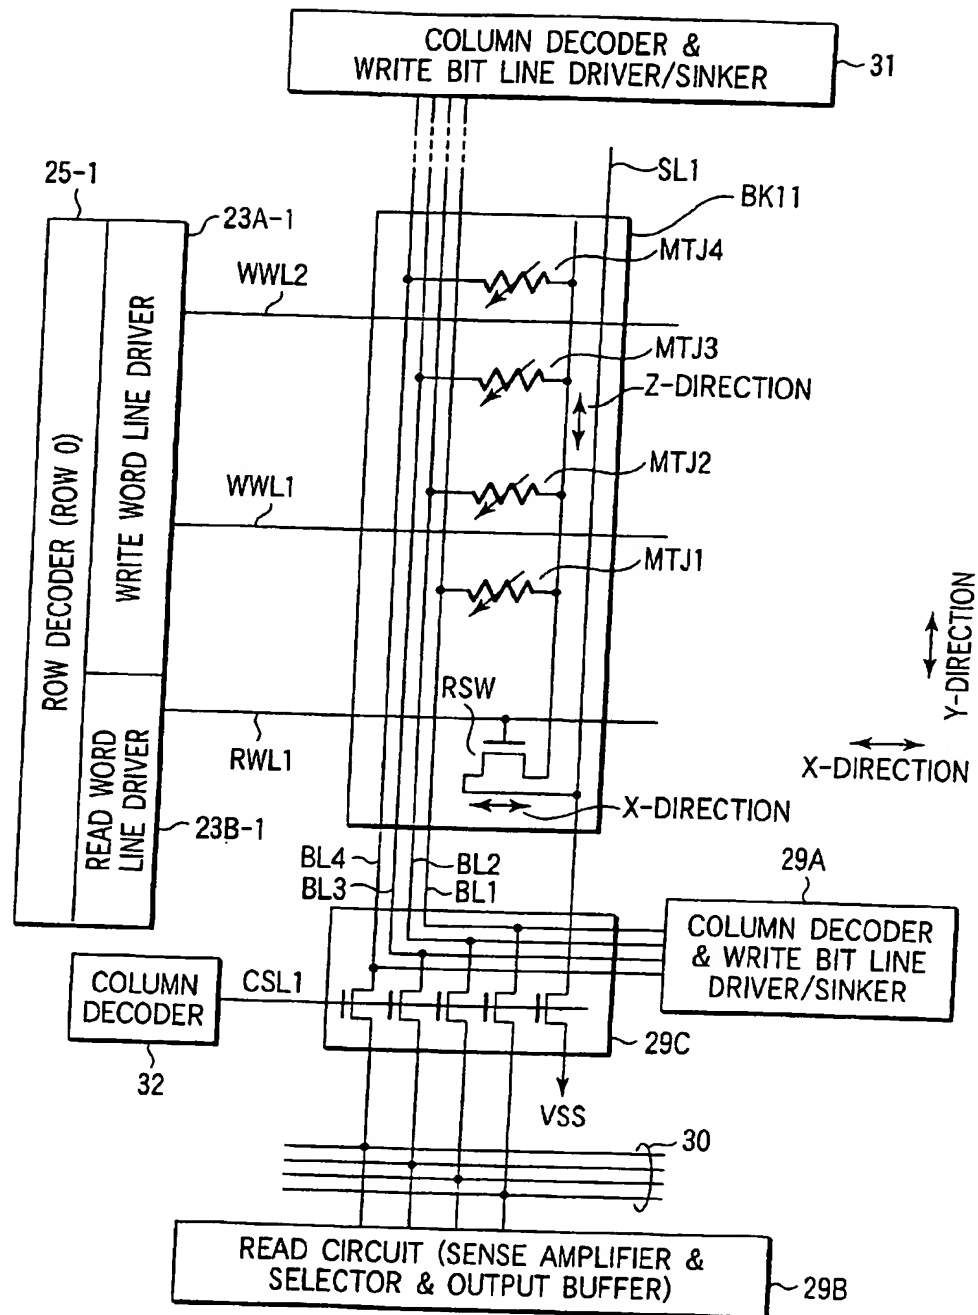 COLUMN DECODER &
WRITE BIT LINE DRIVER/SINKER
31
SL1
25-1
BK11
23A-1
MTJ4
WWL2
MTJ3
Z-DIRECTION
WRITE WORD LINE DRIVER
ROW DECODER (ROW 0)
MTJ2
WWL1
MTJ1
Y-DIRECTION
RSW
RWL1
X-DIRECTION
X-DIRECTION
READ WORD
LINE DRIVER
23B-1
BL4
BL2
BL3
BL1
29A
COLUMN DECODER
& WRITE BIT LINE
DRIVER/SINKER
COLUMN
DECODER
CSL1
32
29C
VSS
30
READ CIRCUIT (SENSE AMPLIFIER &
SELECTOR & OUTPUT BUFFER)
29B